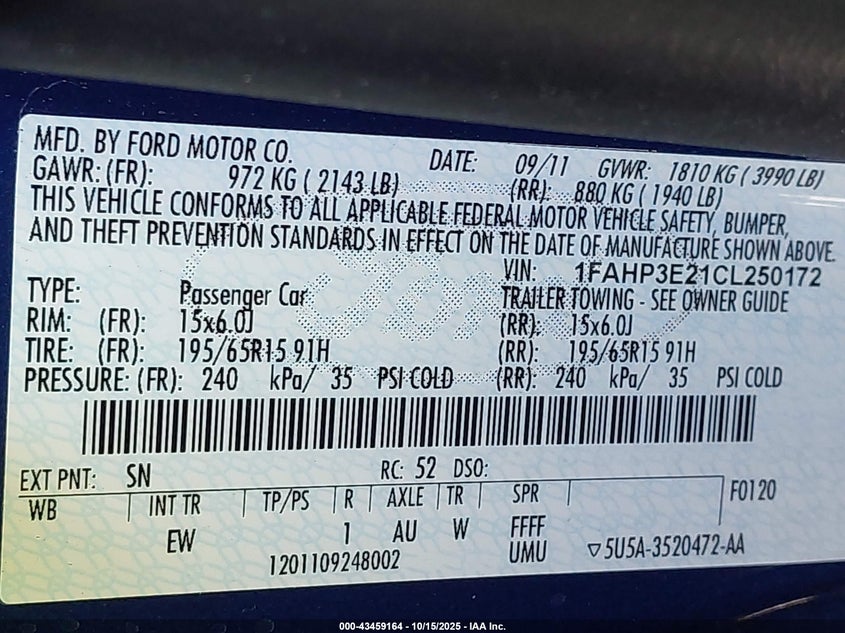 MFD. BY FORD MOTOR CO. DATE: 09/11 GVWR: 1810 KG ( 3990 LB)
GAWR: (FR): 972 KG ( 2143 LB) (RR): 880 KG ( 1940 LB)
THIS VEHICLE CONFORMS TO ALL APPLICABLE FEDERAL MOTOR VEHICLE SAFETY, BUMPER,
AND THEFT PREVENTION STANDARDS IN EFFECT ON THE DATE OF MANUFACTURE SHOWN ABOVE.
VIN: 1FAHP3E21CL250172
TYPE: Passenger Car TRAILER TOWING - SEE OWNER GUIDE
RIM: (FR): 15x6.0J (RR): 15x6.0J
TIRE: (FR): 195/65R15 91H (RR): 195/65R15 91H
PRESSURE: (FR): 240 kPa/ 35 PSI COLD (RR): 240 kPa/ 35 PSI COLD
EXT PNT: SN RC: 52 DSO:
WB INT TR TP/PS R AXLE TR SPR F0120
EW 1 AU W FFFF
1201109248002 UMU ▽5U5A-3520472-AA
000-43459164 - 10/15/2025 - IAA Inc.